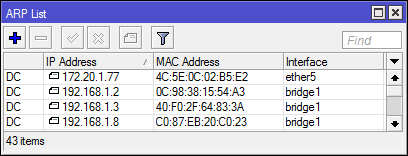 ARP List
Find
IP Address MAC Address Interface
DC 172.20.1.77 4C:5E:0C:02:B5:E2 ether5
DC 192.168.1.2 0C:98:38:15:54:A3 bridge1
DC 192.168.1.3 40:F0:2F:64:83:3A bridge1
DC 192.168.1.8 C0:87:EB:20:C0:23 bridge1
43 items